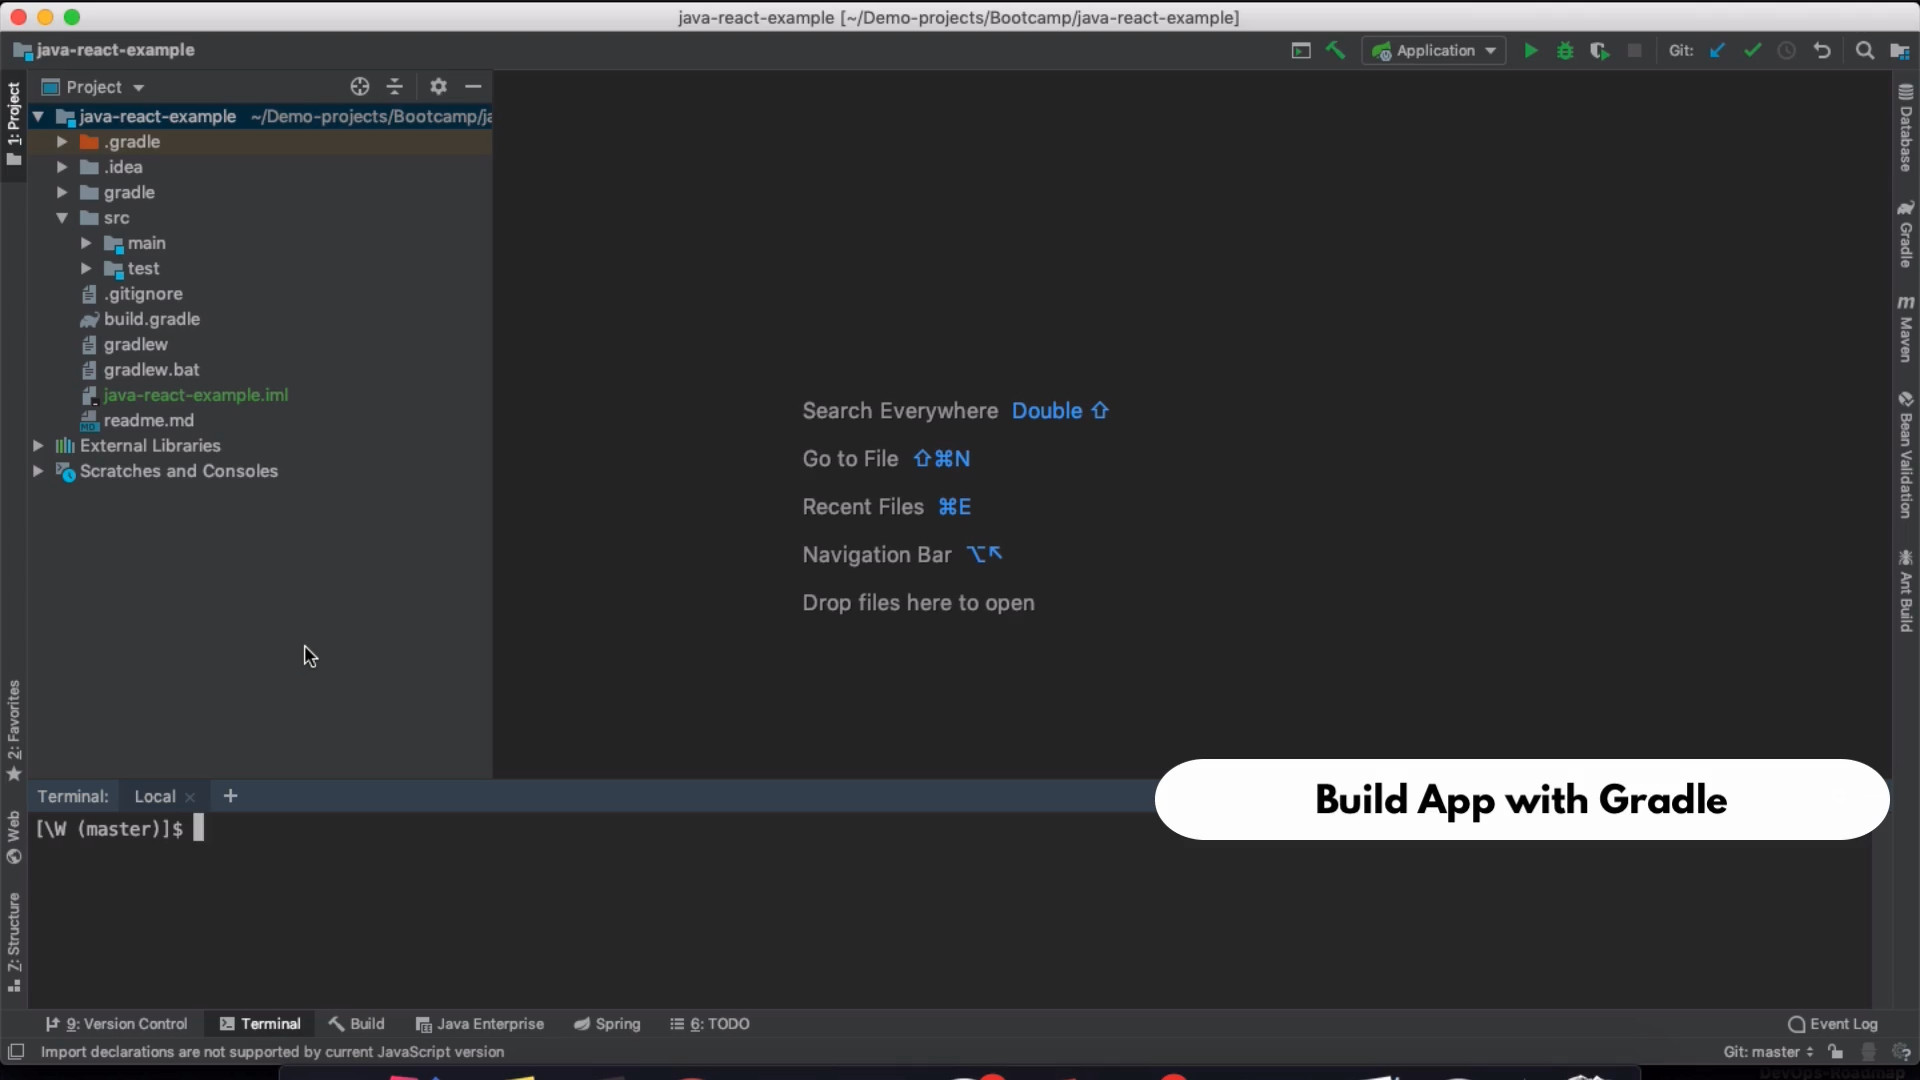 java-react-example [~/Demo-projects/Bootcamp/java-react-example]
java-react-example
Application
Git:
Project
java-react-example ~/Demo-projects/Bootcamp/ja
.gradle
.idea
gradle
src
main
test
.gitignore
build.gradle
gradlew
gradlew.bat
java-react-example.iml
MD
readme.md
External Libraries
Scratches and Consoles
1: Project
2: Favorites
Web
Z: Structure
Search Everywhere Double ⇧
Go to File ⇧⌘N
Recent Files ⌘E
Navigation Bar ⌥↖
Drop files here to open
Database
Gradle
m
Maven
Bean Validation
Ant Build
Build App with Gradle
Terminal: Local × +
[\W (master)]$
9: Version Control
Terminal
Build
Java Enterprise
Spring
6: TODO
Event Log
Import declarations are not supported by current JavaScript version
Git: master
DevOps-Roadmap